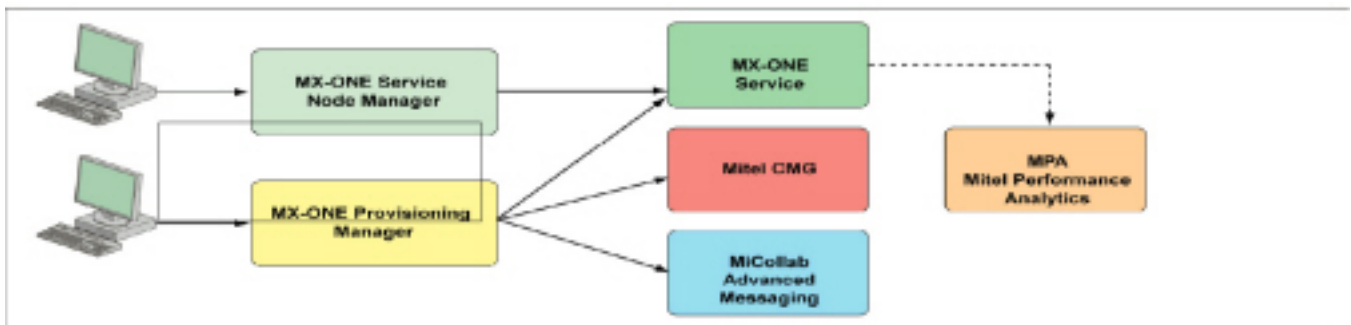 MX-ONE Service
Node Manager
MX-ONE Service
MX-ONE Provisioning
Manager
Mitel CMG
MiCollab
Advanced
Messaging
MPA
Mitel Performance
Analytics